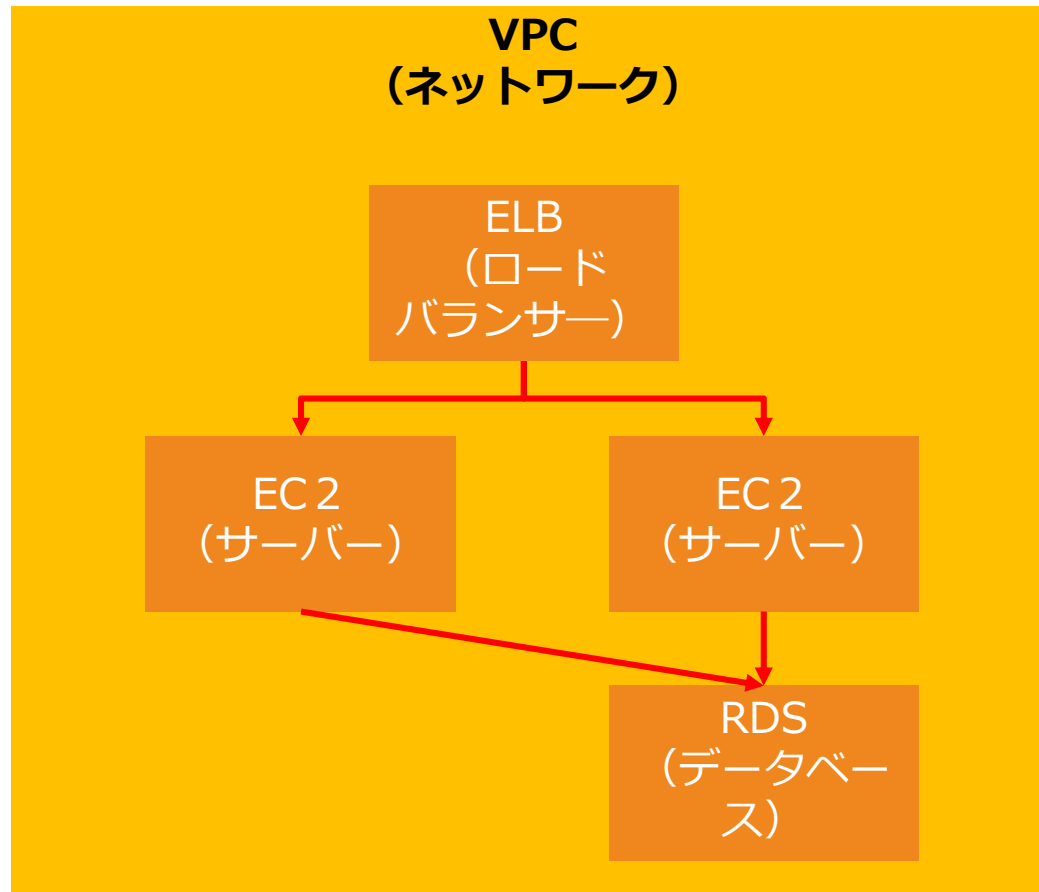 VPC
（ネットワーク）
ELB
（ロード
バランサ―）
EC２
（サーバー）
EC２
（サーバー）
RDS
（データベー
ス）